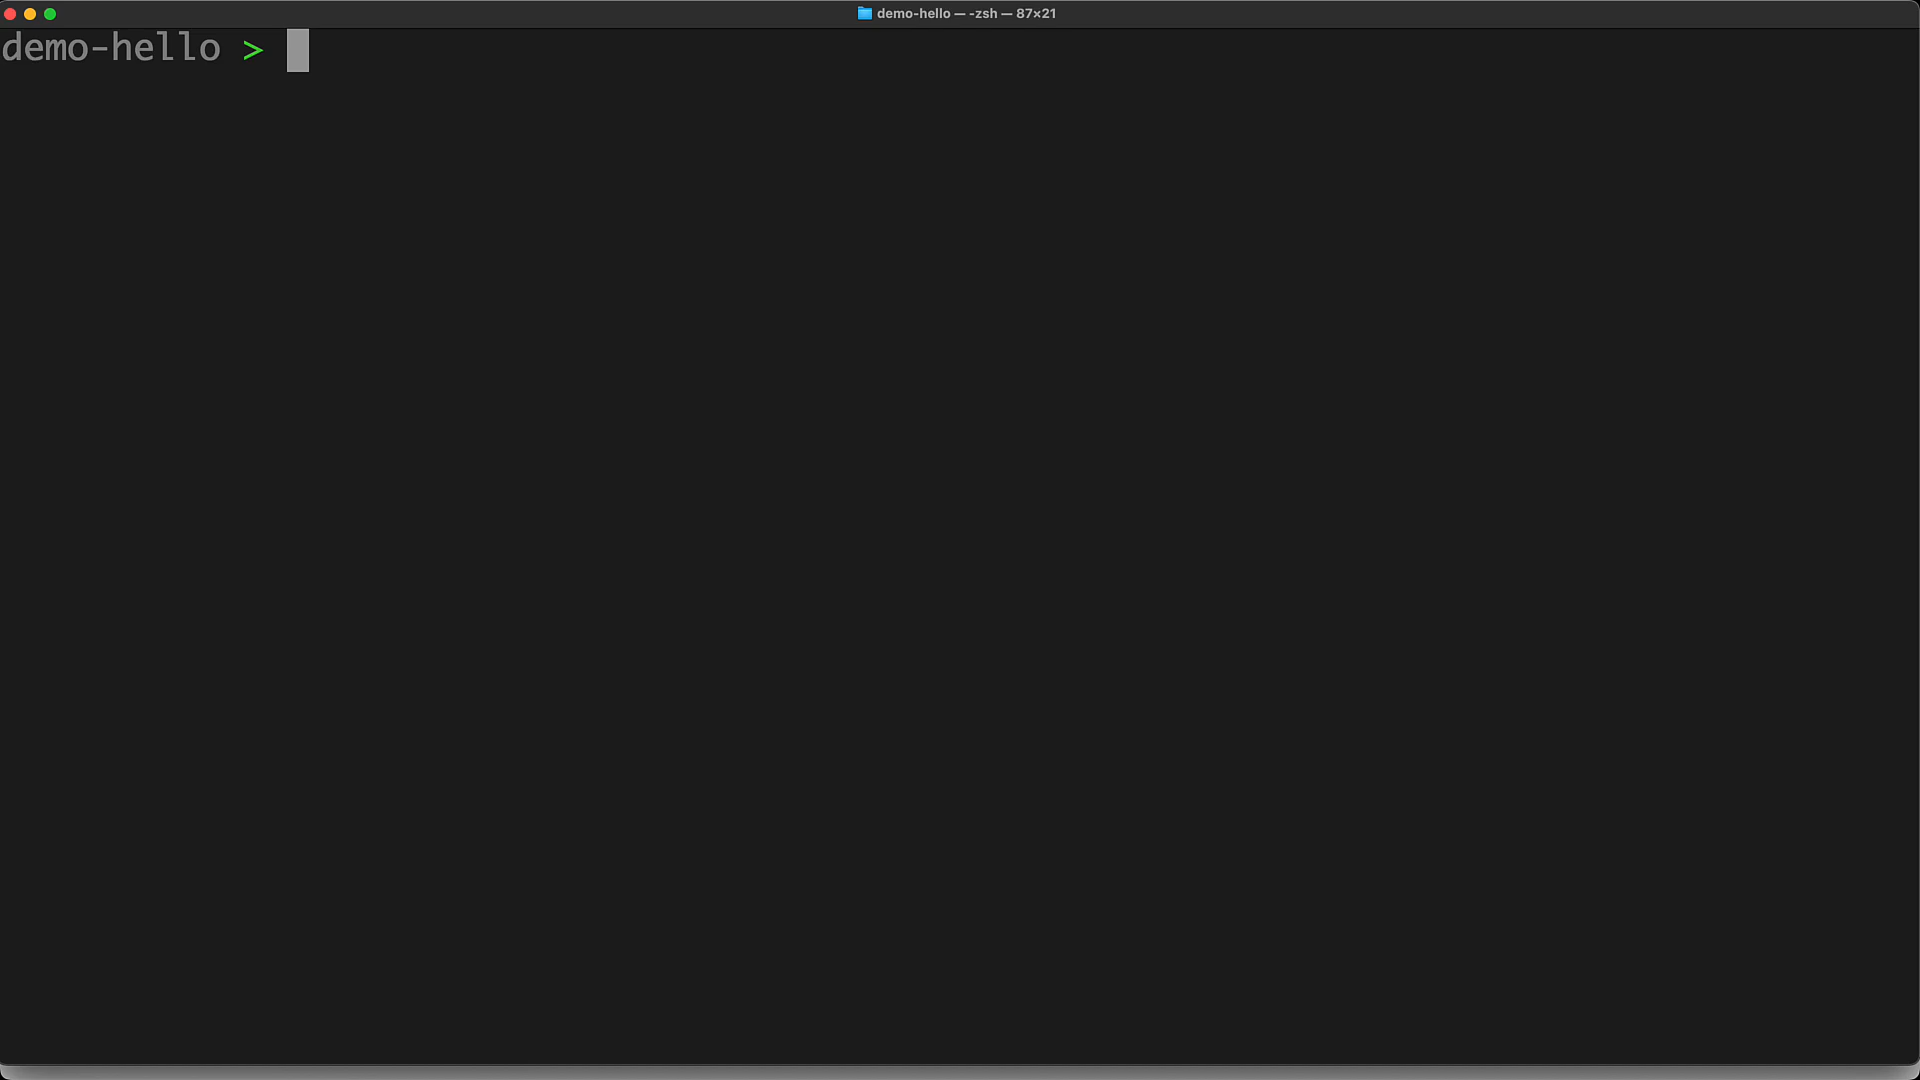 demo-hello — -zsh — 87×21
demo-hello >